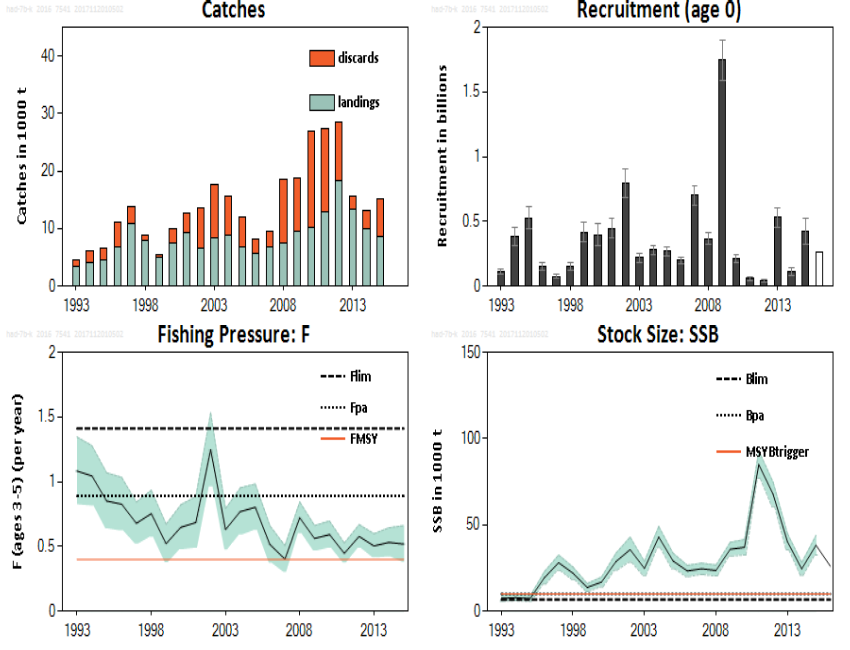 Catches
40
30
20
10
0
1993
1998
2003
2008
2013
Catches in 1000 t
discards
landings
Recruitment (age 0)
2
1.5
1
0.5
0
1993
1998
2003
2008
2013
Recruitment in billions
Fishing Pressure: F
2
1.5
1
0.5
0
1993
1998
2003
2008
2013
F (ages 3-5) (per year)
Flim
Fpa
FMSY
Stock Size: SSB
150
100
50
0
1993
1998
2003
2008
2013
SSB in 1000 t
Blim
Bpa
MSYBtrigger